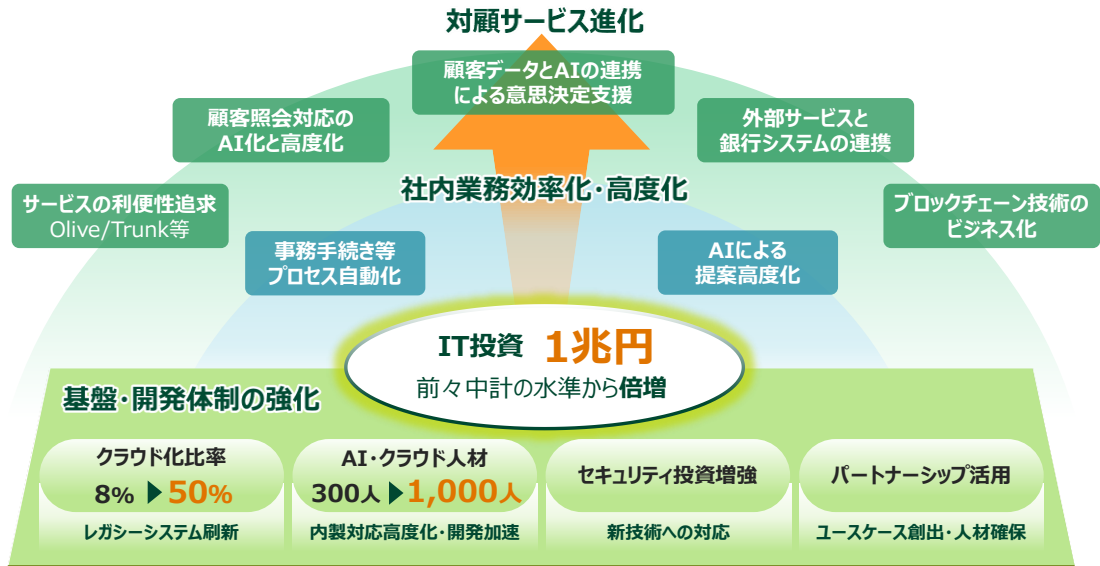 対顧サービス進化
顧客データとAIの連携
による意思決定支援
顧客照会対応の
AI化と高度化
外部サービスと
銀行システムの連携
サービスの利便性追求
Olive/Trunk等
ブロックチェーン技術の
ビジネス化
社内業務効率化・高度化
事務手続き等
プロセス自動化
AIによる
提案高度化
IT投資 1兆円
前々中計の水準から倍増
基盤・開発体制の強化
クラウド化比率
8% ▶ 50%
レガシーシステム刷新
AI・クラウド人材
300人 ▶ 1,000人
内製対応高度化・開発加速
セキュリティ投資増強
新技術への対応
パートナーシップ活用
ユースケース創出・人材確保